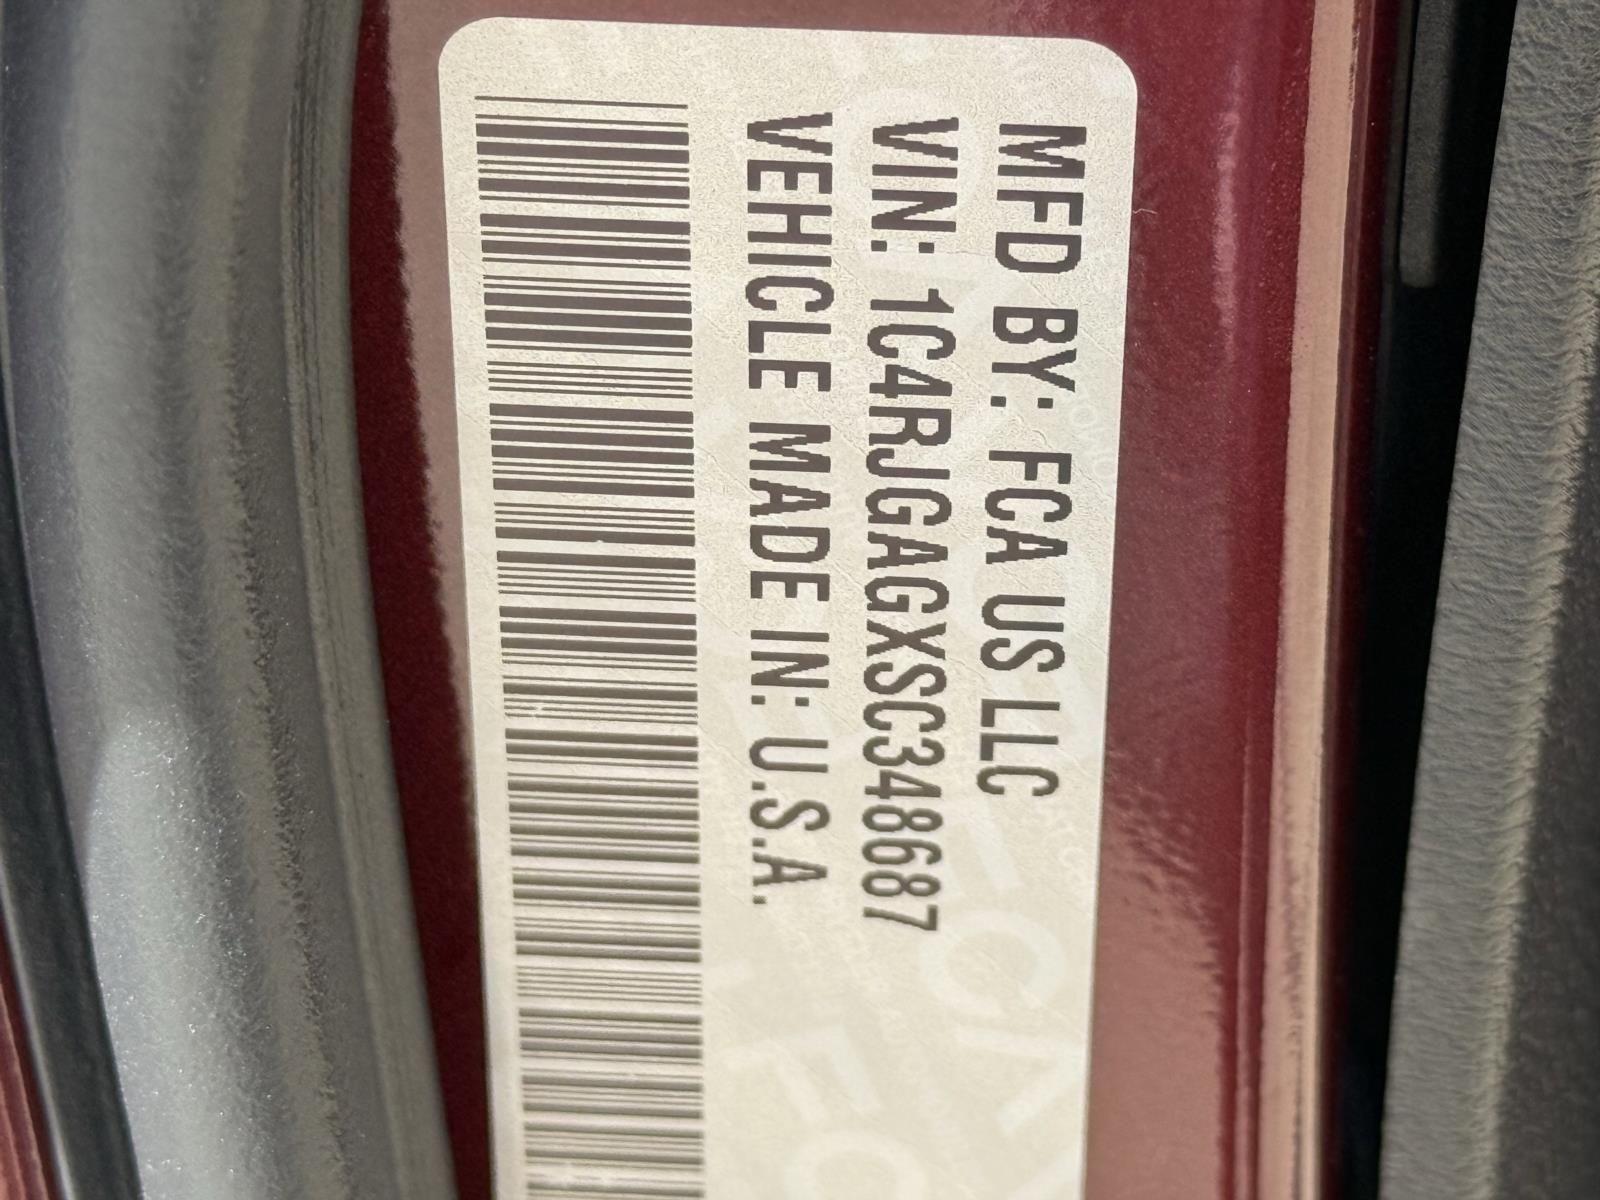 MFD BY: FCA US LLC
VIN: 1C4RJGAGXSC348687
VEHICLE MADE IN: U.S.A.